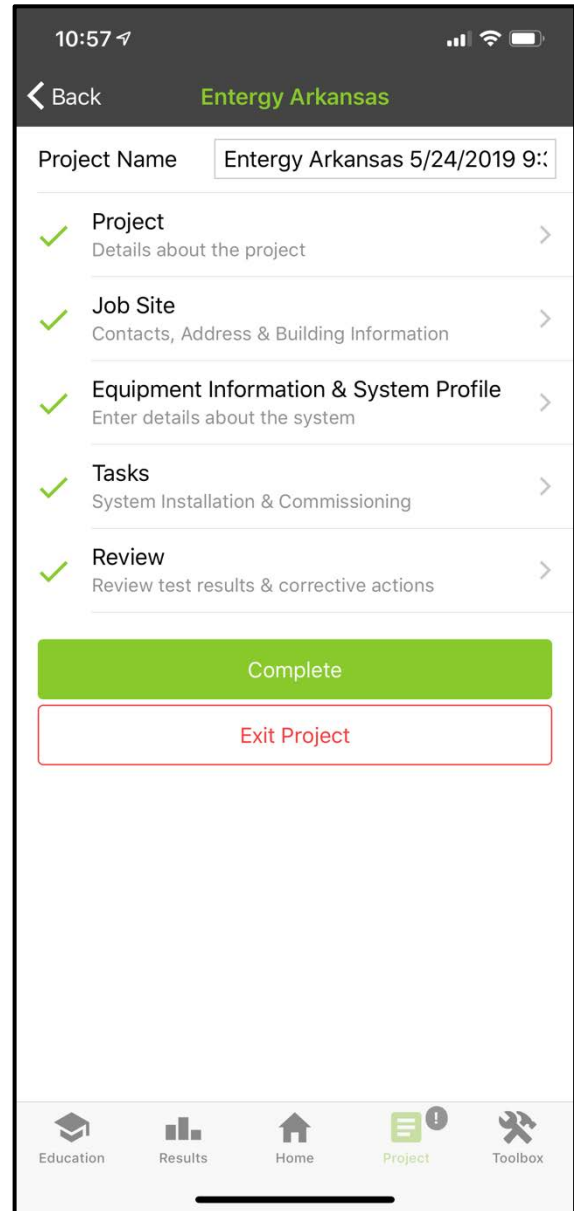 10:57
Back
Entergy Arkansas
Project Name
Entergy Arkansas 5/24/2019 9:
Project
Details about the project
Job Site
Contacts, Address & Building Information
Equipment Information & System Profile
Enter details about the system
Tasks
System Installation & Commissioning
Review
Review test results & corrective actions
Complete
Exit Project
!
Education
Results
Home
Project
Toolbox